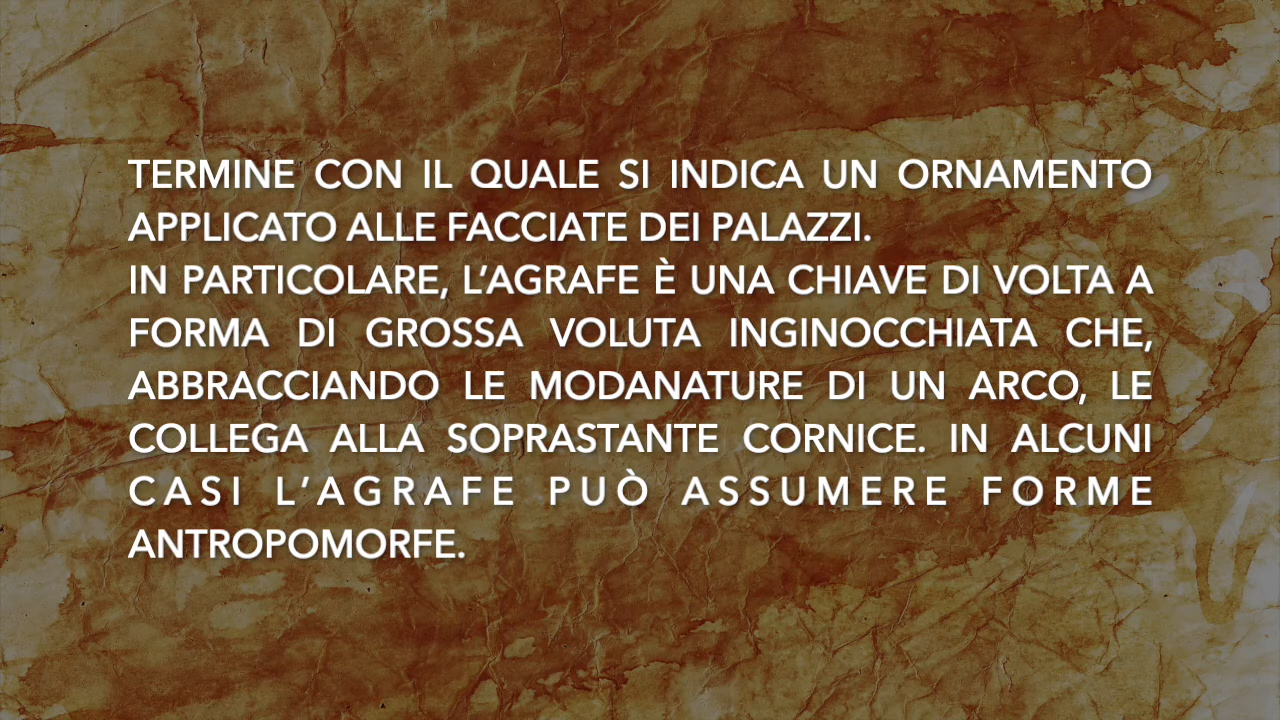 TERMINE CON IL QUALE SI INDICA UN ORNAMENTO
APPLICATO ALLE FACCIATE DEI PALAZZI.
IN PARTICOLARE, L’AGRAFE È UNA CHIAVE DI VOLTA A
FORMA DI GROSSA VOLUTA INGINOCCHIATA CHE,
ABBRACCIANDO LE MODANATURE DI UN ARCO, LE
COLLEGA ALLA SOPRASTANTE CORNICE. IN ALCUNI
CASI L’AGRAFE PUÒ ASSUMERE FORME
ANTROPOMORFE.